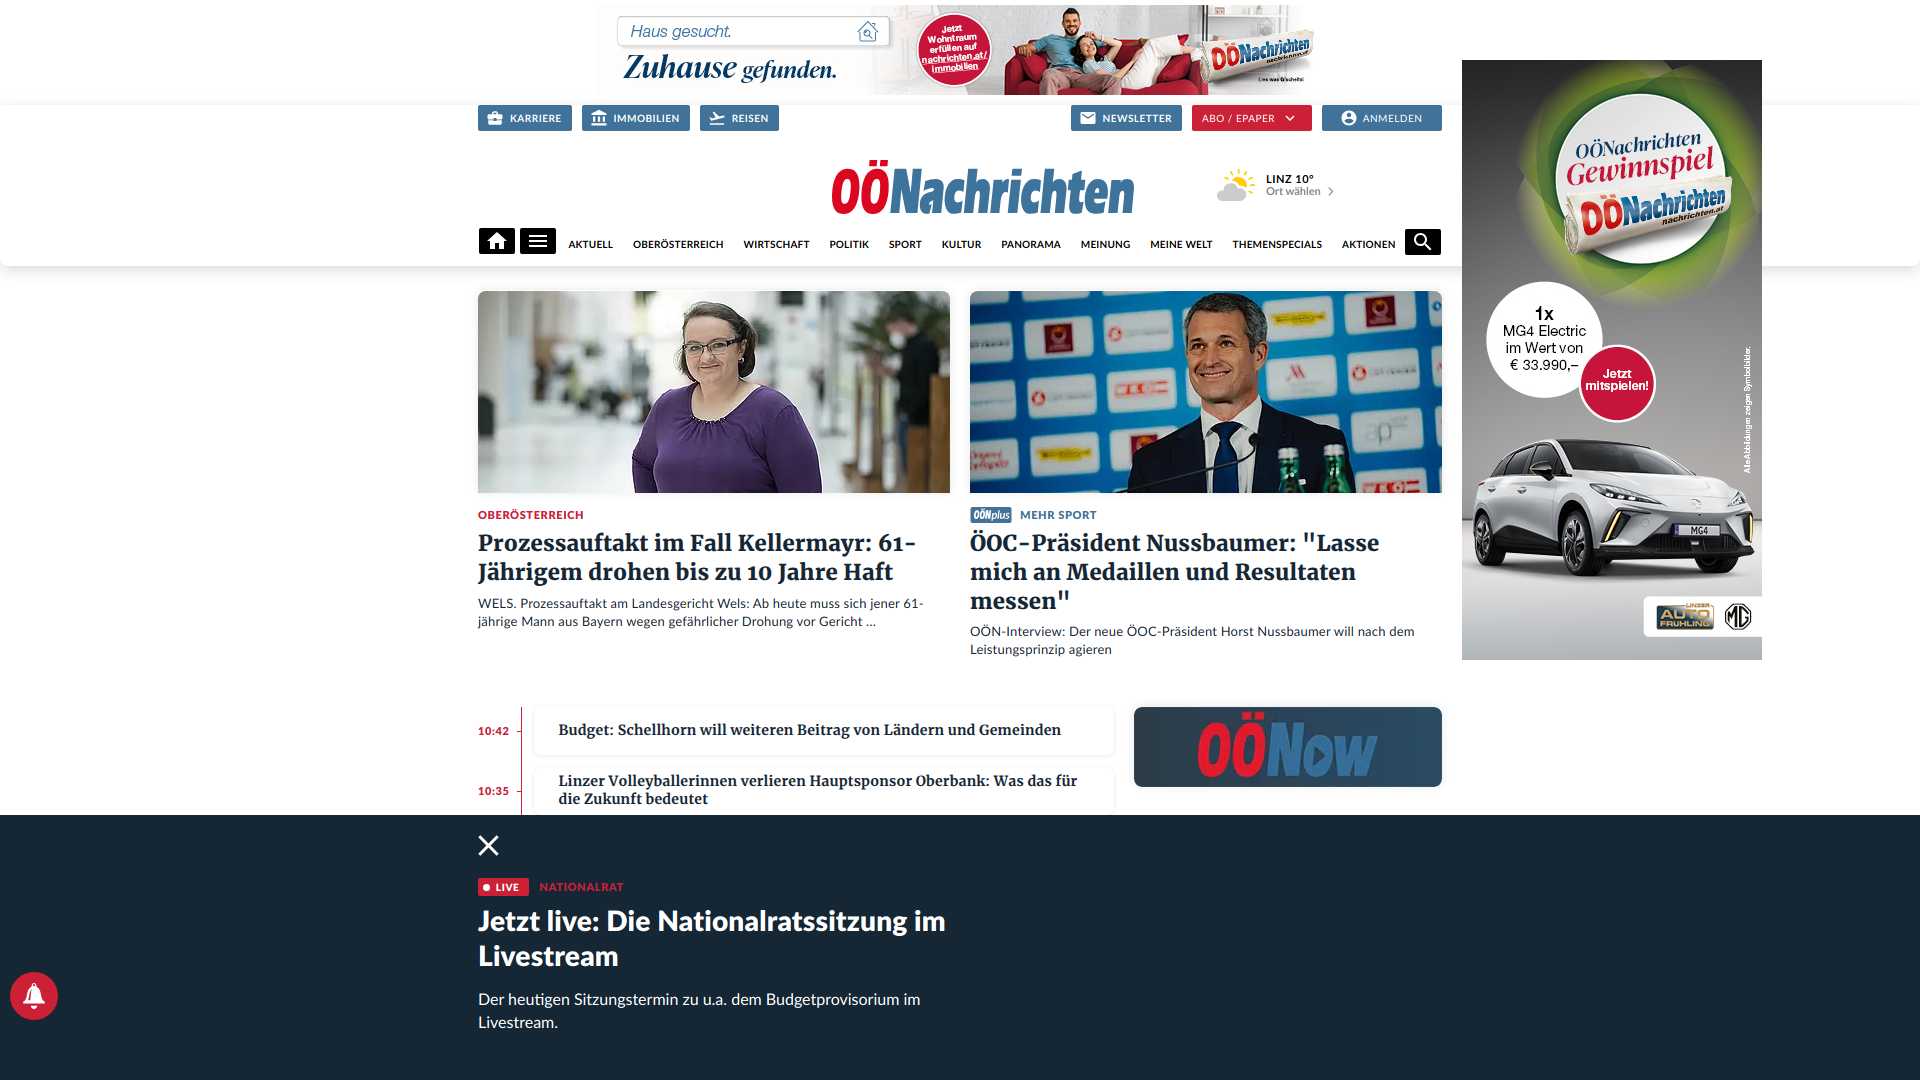 Haus gesucht.
Zuhause gefunden.
Jetzt
Wohntraum
erfüllen auf
nachrichten.at/
immobilien
OÖNachrichten
nachrichten.at
Lies was G'scheits!
KARRIERE
IMMOBILIEN
REISEN
NEWSLETTER
ABO / EPAPER
ANMELDEN
OÖNachrichten
LINZ 10°
Ort wählen
AKTUELL
OBERÖSTERREICH
WIRTSCHAFT
POLITIK
SPORT
KULTUR
PANORAMA
MEINUNG
MEINE WELT
THEMENSPECIALS
AKTIONEN
OÖNachrichten
Gewinnspiel
OÖNachrichten
nachrichten.at
1x
MG4 Electric
im Wert von
€ 33.990,–
Jetzt
mitspielen!
Alle Abbildungen zeigen Symbolbilder.
MG4
LINZER
AUTO
FRÜHLING
MG
OBERÖSTERREICH
Prozessauftakt im Fall Kellermayr: 61-
Jährigem drohen bis zu 10 Jahre Haft
WELS. Prozessauftakt am Landesgericht Wels: Ab heute muss sich jener 61-
jährige Mann aus Bayern wegen gefährlicher Drohung vor Gericht ...
OÖNplus MEHR SPORT
ÖOC-Präsident Nussbaumer: "Lasse
mich an Medaillen und Resultaten
messen"
OÖN-Interview: Der neue ÖOC-Präsident Horst Nussbaumer will nach dem
Leistungsprinzip agieren
10:42
Budget: Schellhorn will weiteren Beitrag von Ländern und Gemeinden
10:35
Linzer Volleyballerinnen verlieren Hauptsponsor Oberbank: Was das für
die Zukunft bedeutet
OÖNow
LIVE NATIONALRAT
Jetzt live: Die Nationalratssitzung im
Livestream
Der heutigen Sitzungstermin zu u.a. dem Budgetprovisorium im
Livestream.